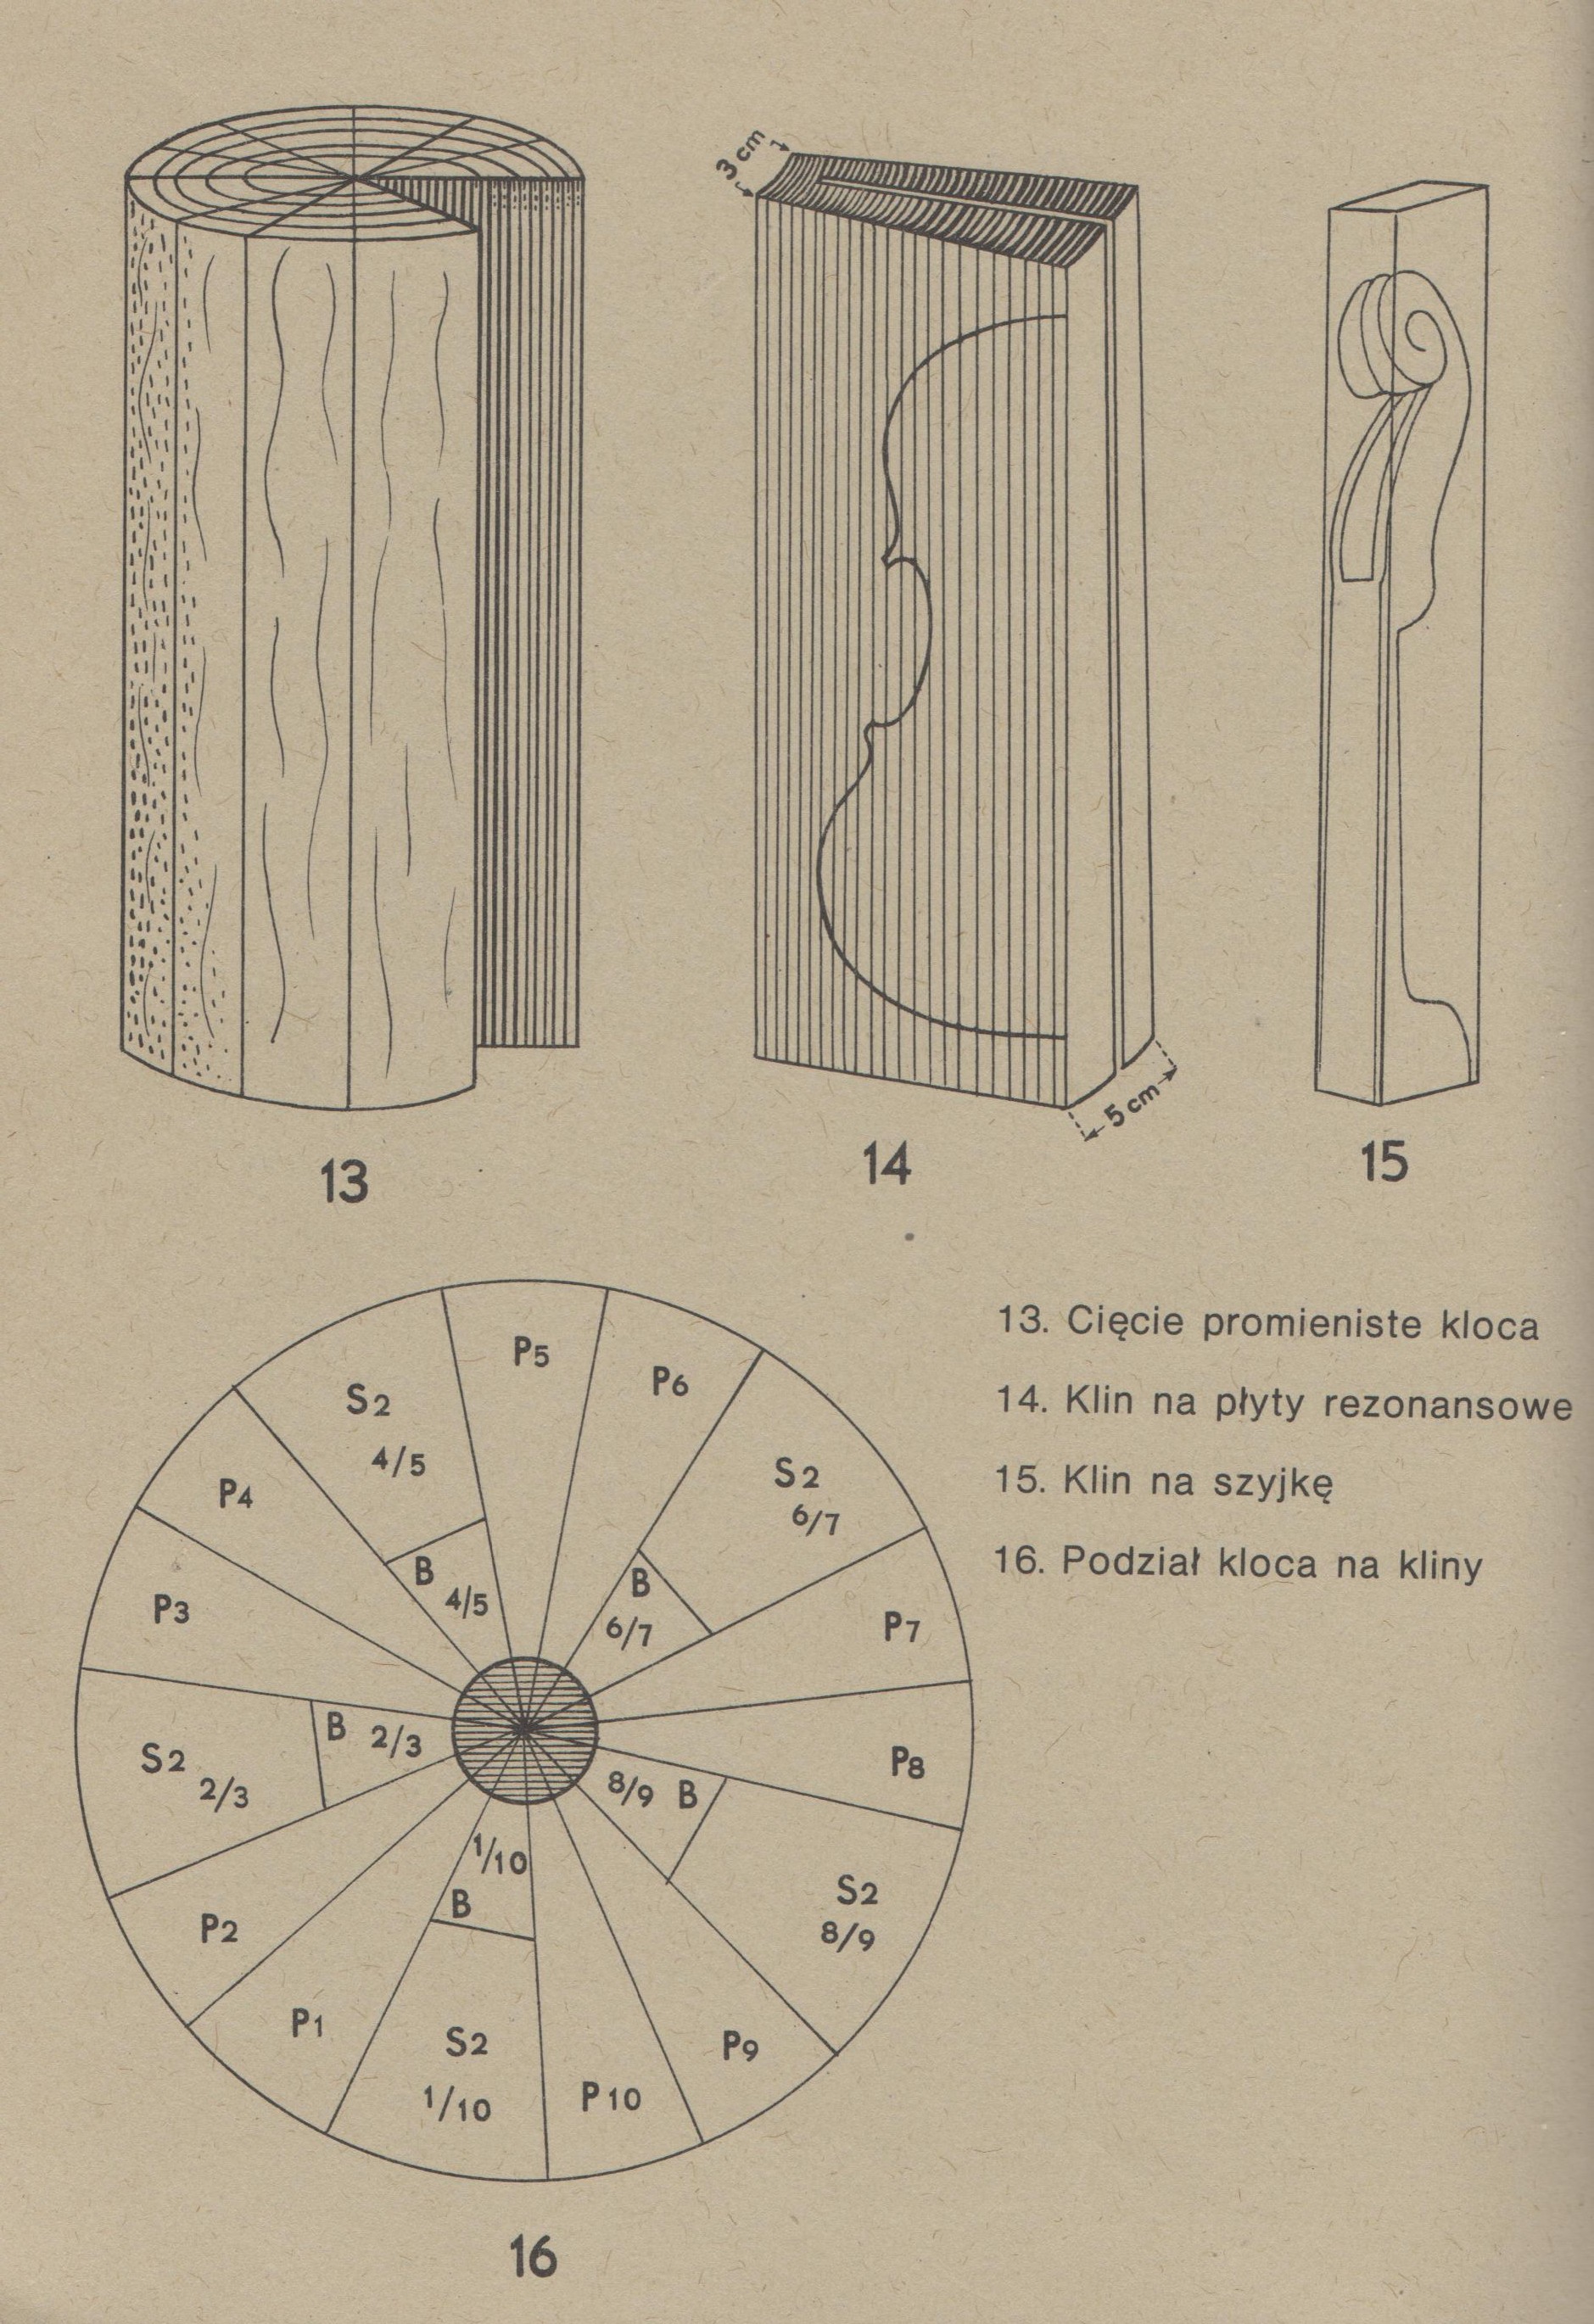 3 cm
5 cm
13
14
15
P5
P6
S2
4/5
S2
6/7
P4
B
4/5
B
6/7
P3
P7
B 2/3
S2
2/3
P8
8/9 B
1/10
B
S2
8/9
P2
P1
S2
1/10
P9
P10
16
13. Cięcie promieniste kloca
14. Klin na płyty rezonansowe
15. Klin na szyjkę
16. Podział kloca na kliny